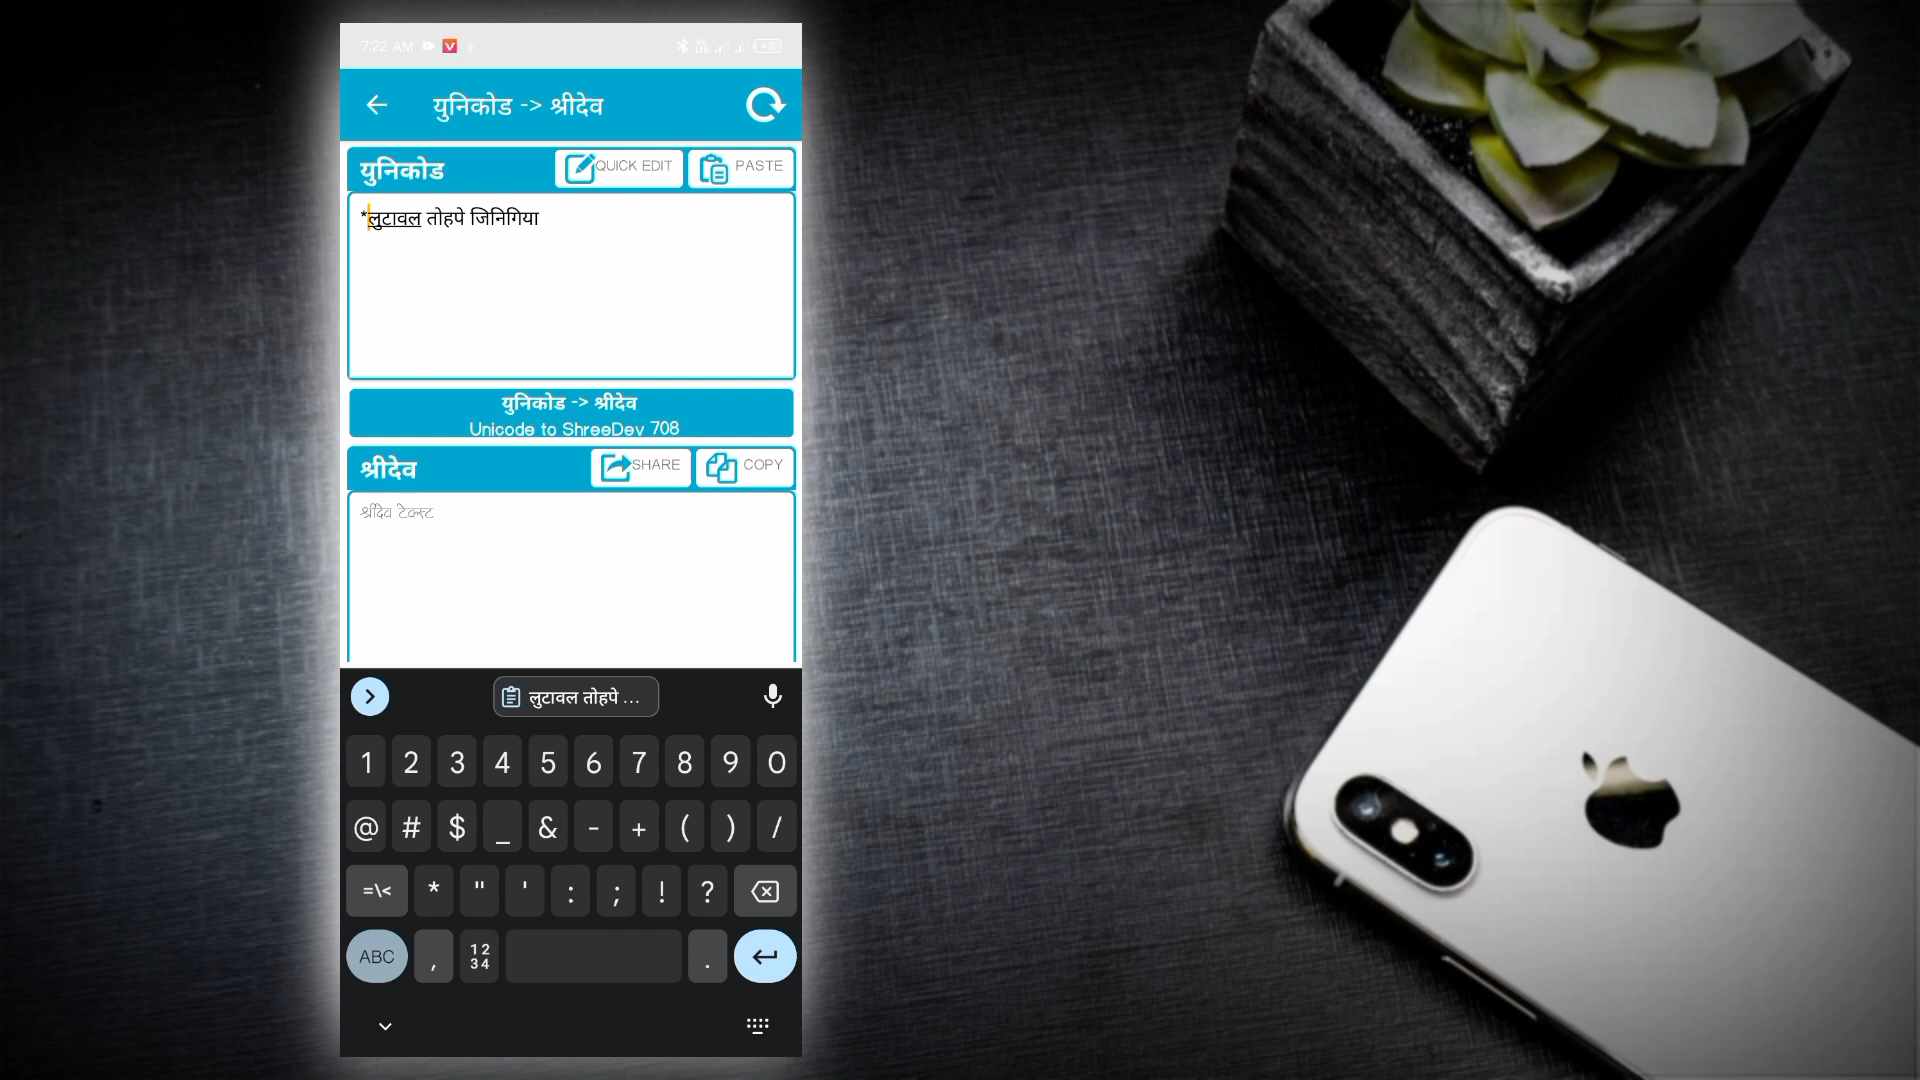 7:22 AM
42
युनिकोड -> श्रीदेव
युनिकोड
QUICK EDIT
PASTE
*लुटावल तोहपे जिनिगिया
युनिकोड -> श्रीदेव
Unicode to ShreeDev 708
श्रीदेव
SHARE
COPY
श्रीदेव टेक्स्ट
लुटावल तोहपे ...
1 2 3 4 5 6 7 8 9 0
@ # $ _ & - + ( ) /
=\< * " ' : ; ! ?
ABC , 12 34 .